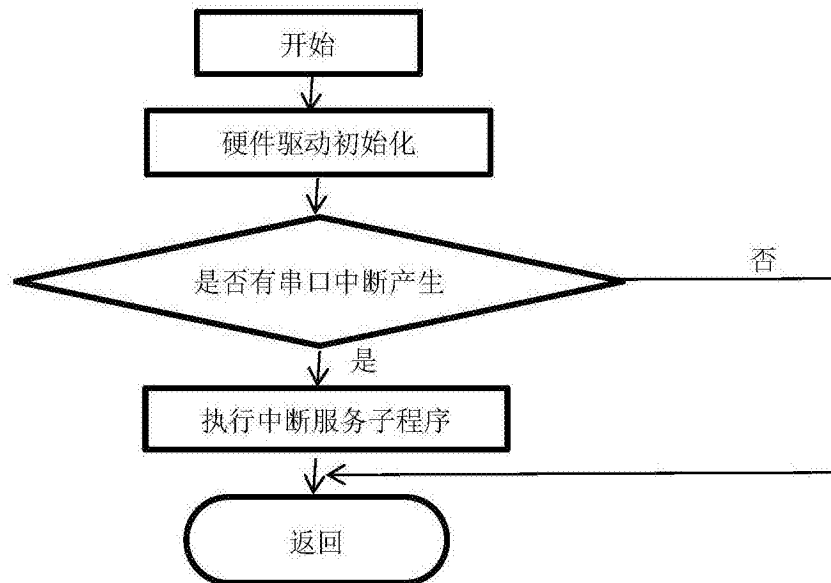 开始
硬件驱动初始化
是否有串口中断产生
否
是
执行中断服务子程序
返回